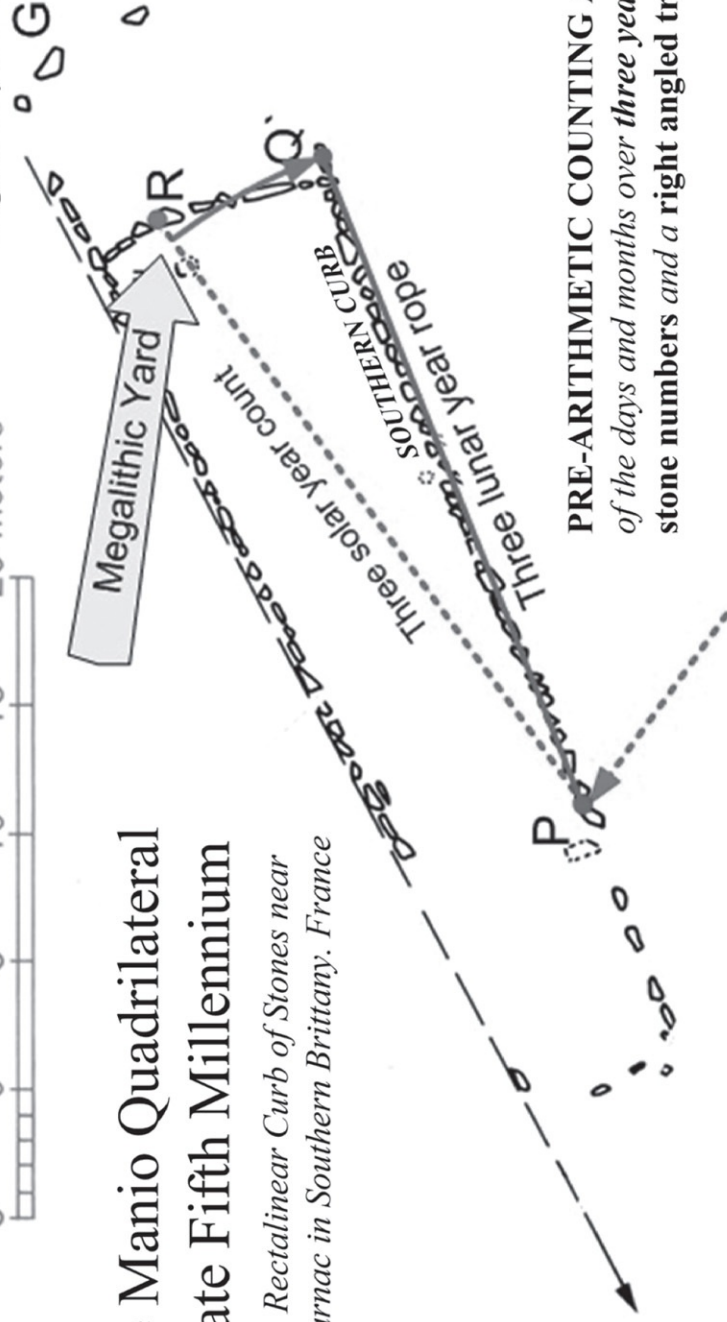 Manio Quadrilateral
ate Fifth Millennium
Rectalinear Curb of Stones near
arnac in Southern Brittany. France
Megalithic Yard
G
R
Q`
P
Three solar year count
SOUTHERN CURB
Three lunar year rope
PRE-ARITHMETIC COUNTING
of the days and months over three yea
stone numbers and a right angled tr